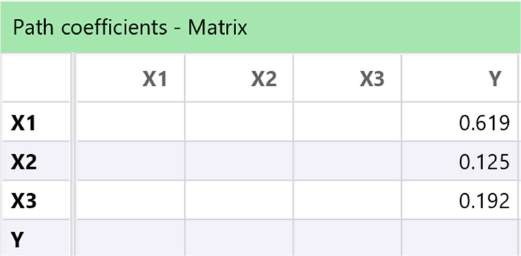 Path coefficients - Matrix
X1 X2 X3 Y
X1 0.619
X2 0.125
X3 0.192
Y